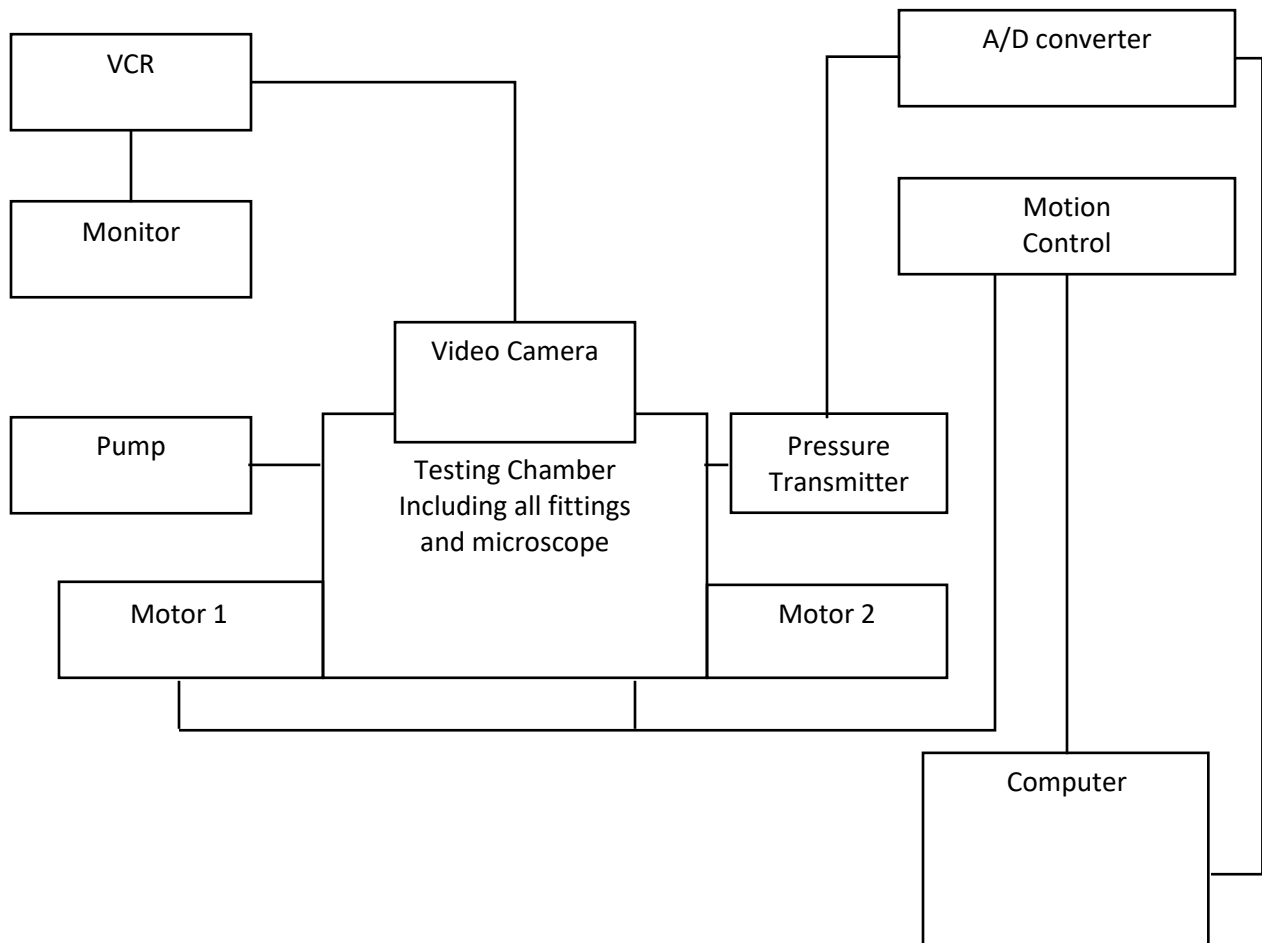 VCR
A/D converter
Monitor
Motion
Control
Video Camera
Pump
Pressure
Transmitter
Testing Chamber
Including all fittings
and microscope
Motor 1
Motor 2
Computer